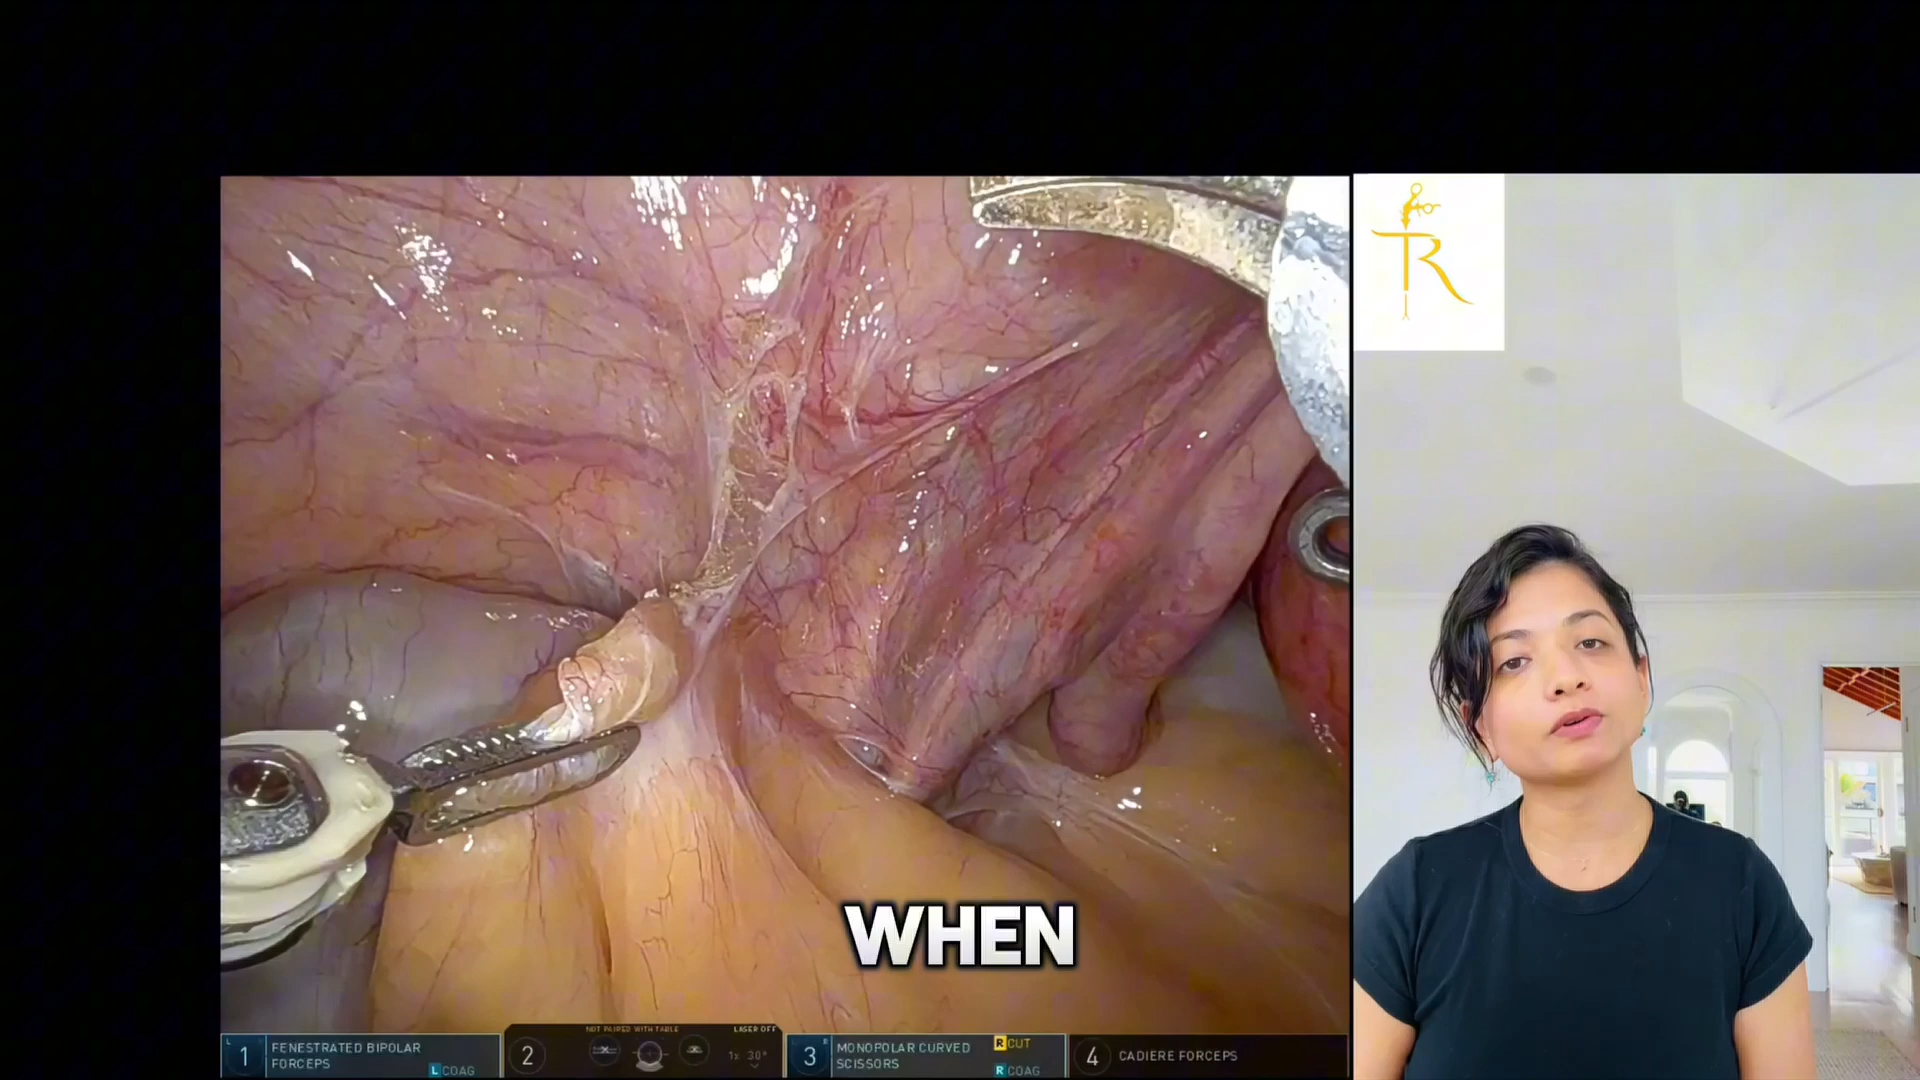 TR
WHEN
NOT PAIRED WITH TABLE
LASER OFF
1
FENESTRATED BIPOLAR
FORCEPS
L COAG
2
1x 30°
3
MONOPOLAR CURVED
SCISSORS
R CUT
R COAG
4
CADIERE FORCEPS